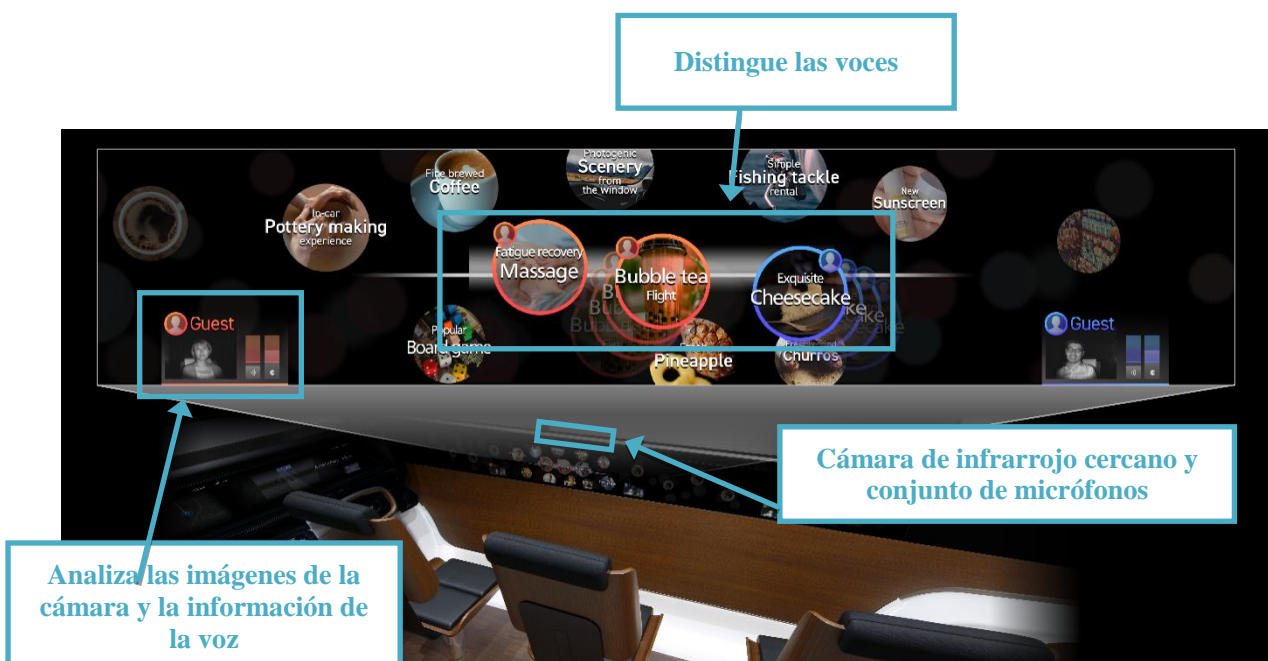 Distingue las voces
Photogenic
Scenery
from
the window
Simple
Fishing tackle
rental
Fine brewed
Coffee
New
Sunscreen
In-car
Pottery making
experience
Fatigue recovery
Massage
Bubble tea
Flight
Exquisite
Cheesecake
Guest
Popular
Board game
Pineapple
Churros
Guest
Cámara de infrarrojo cercano y
conjunto de micrófonos
Analiza las imágenes de la
cámara y la información de
la voz